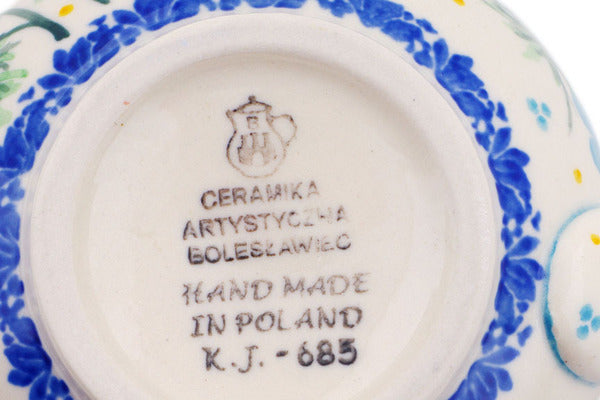 CERAMIKA
ARTYSTYCZNA
BOLESŁAWIEC
HAND MADE
IN POLAND
K.J.-685